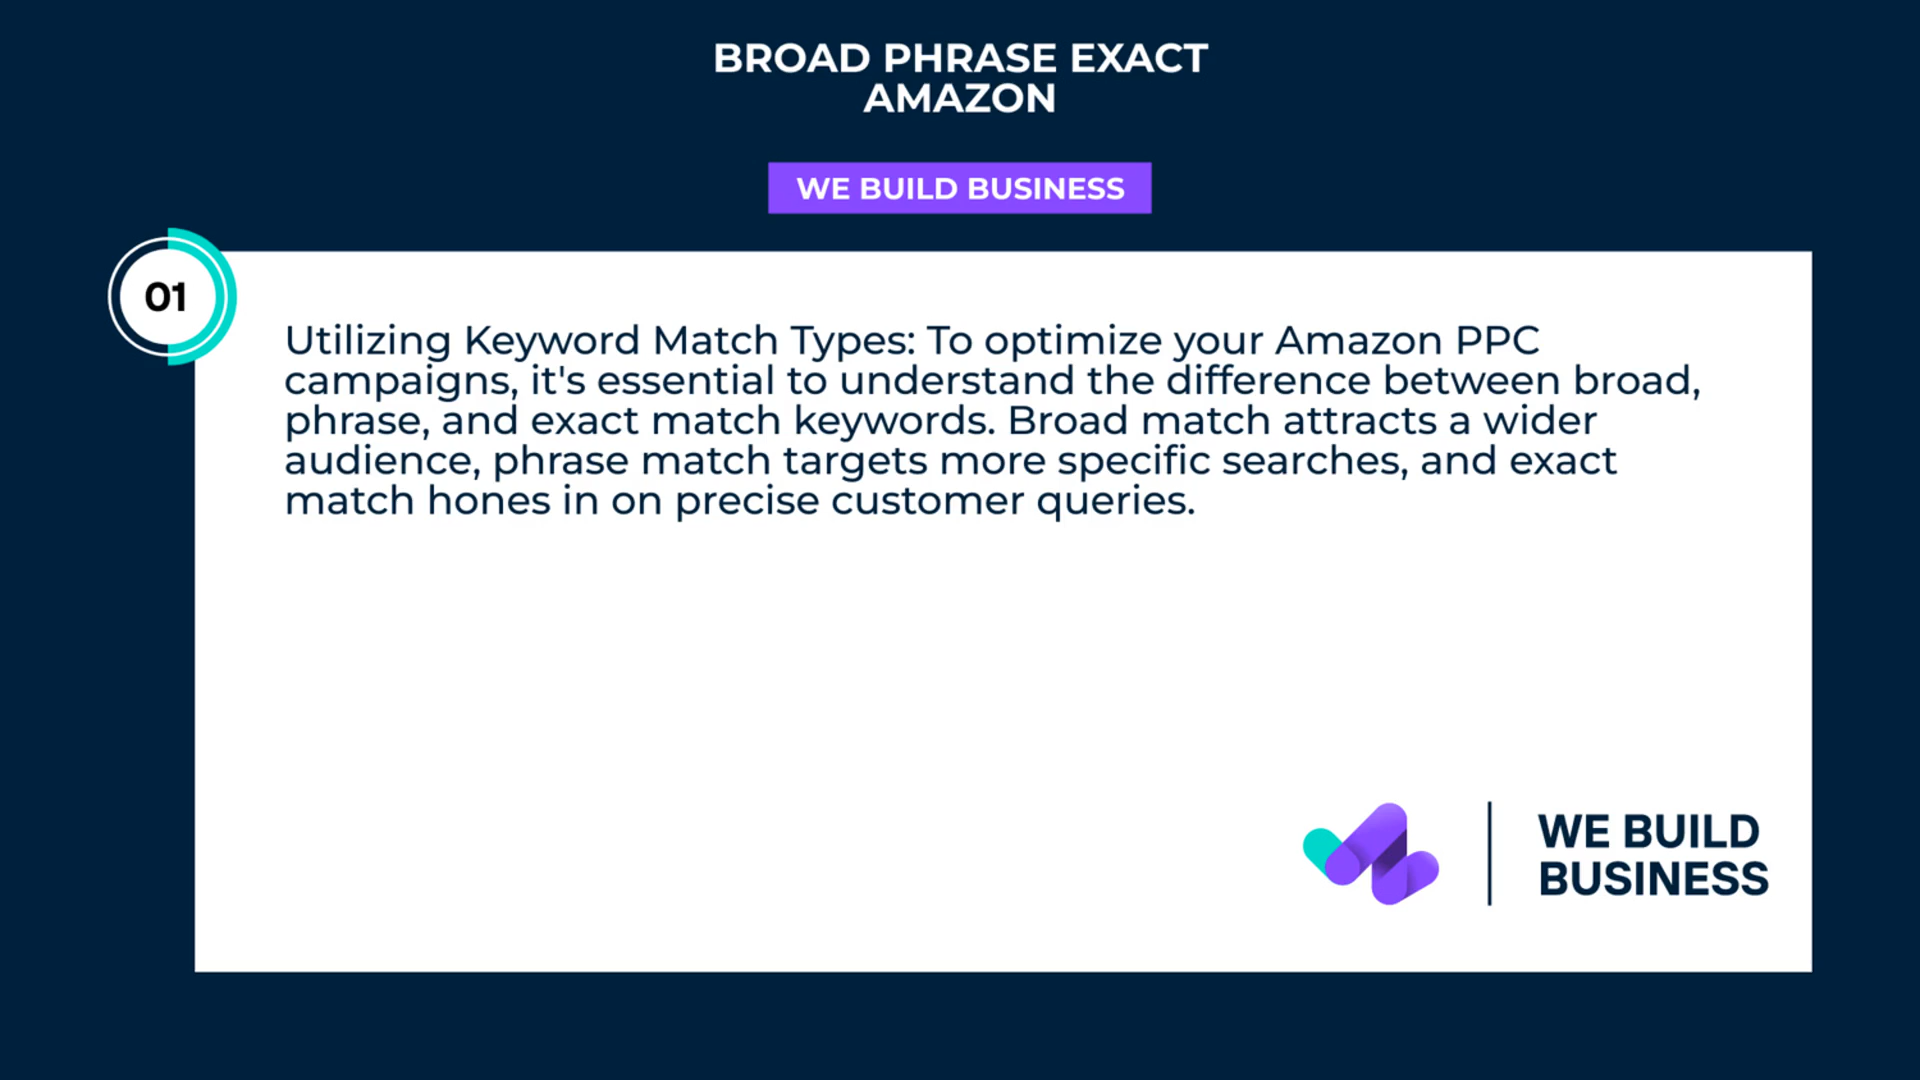 BROAD PHRASE EXACT
AMAZON
WE BUILD BUSINESS
01
Utilizing Keyword Match Types: To optimize your Amazon PPC
campaigns, it's essential to understand the difference between broad,
phrase, and exact match keywords. Broad match attracts a wider
audience, phrase match targets more specific searches, and exact
match hones in on precise customer queries.
WE BUILD
BUSINESS